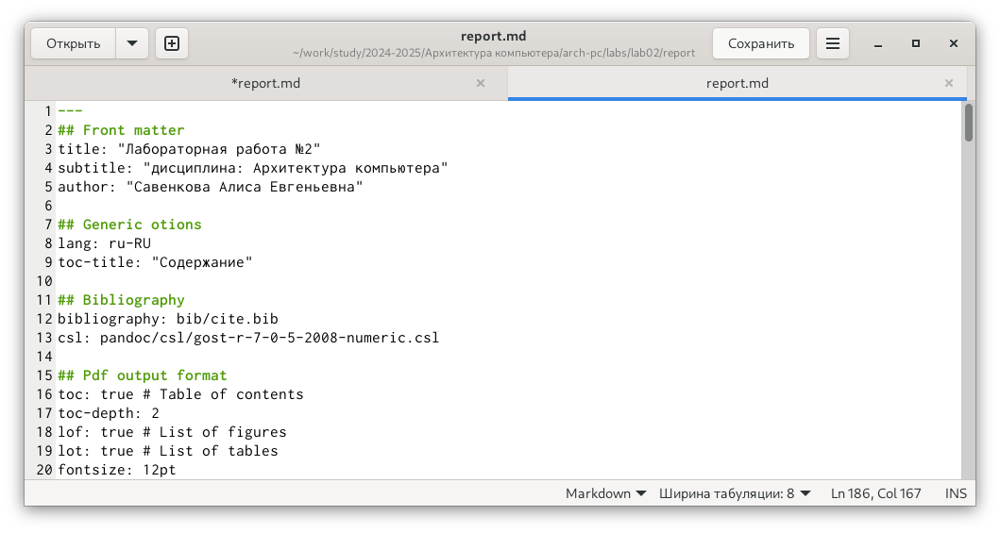 Открыть
report.md
~/work/study/2024-2025/Архитектура компьютера/arch-pc/labs/lab02/report
Сохранить
*report.md
report.md
1 ---
2 ## Front matter
3 title: "Лабораторная работа №2"
4 subtitle: "дисциплина: Архитектура компьютера"
5 author: "Савенкова Алиса Евгеньевна"
6
7 ## Generic otions
8 lang: ru-RU
9 toc-title: "Содержание"
10
11 ## Bibliography
12 bibliography: bib/cite.bib
13 csl: pandoc/csl/gost-r-7-0-5-2008-numeric.csl
14
15 ## Pdf output format
16 toc: true # Table of contents
17 toc-depth: 2
18 lof: true # List of figures
19 lot: true # List of tables
20 fontsize: 12pt
Markdown Ширина табуляции: 8 Ln 186, Col 167 INS